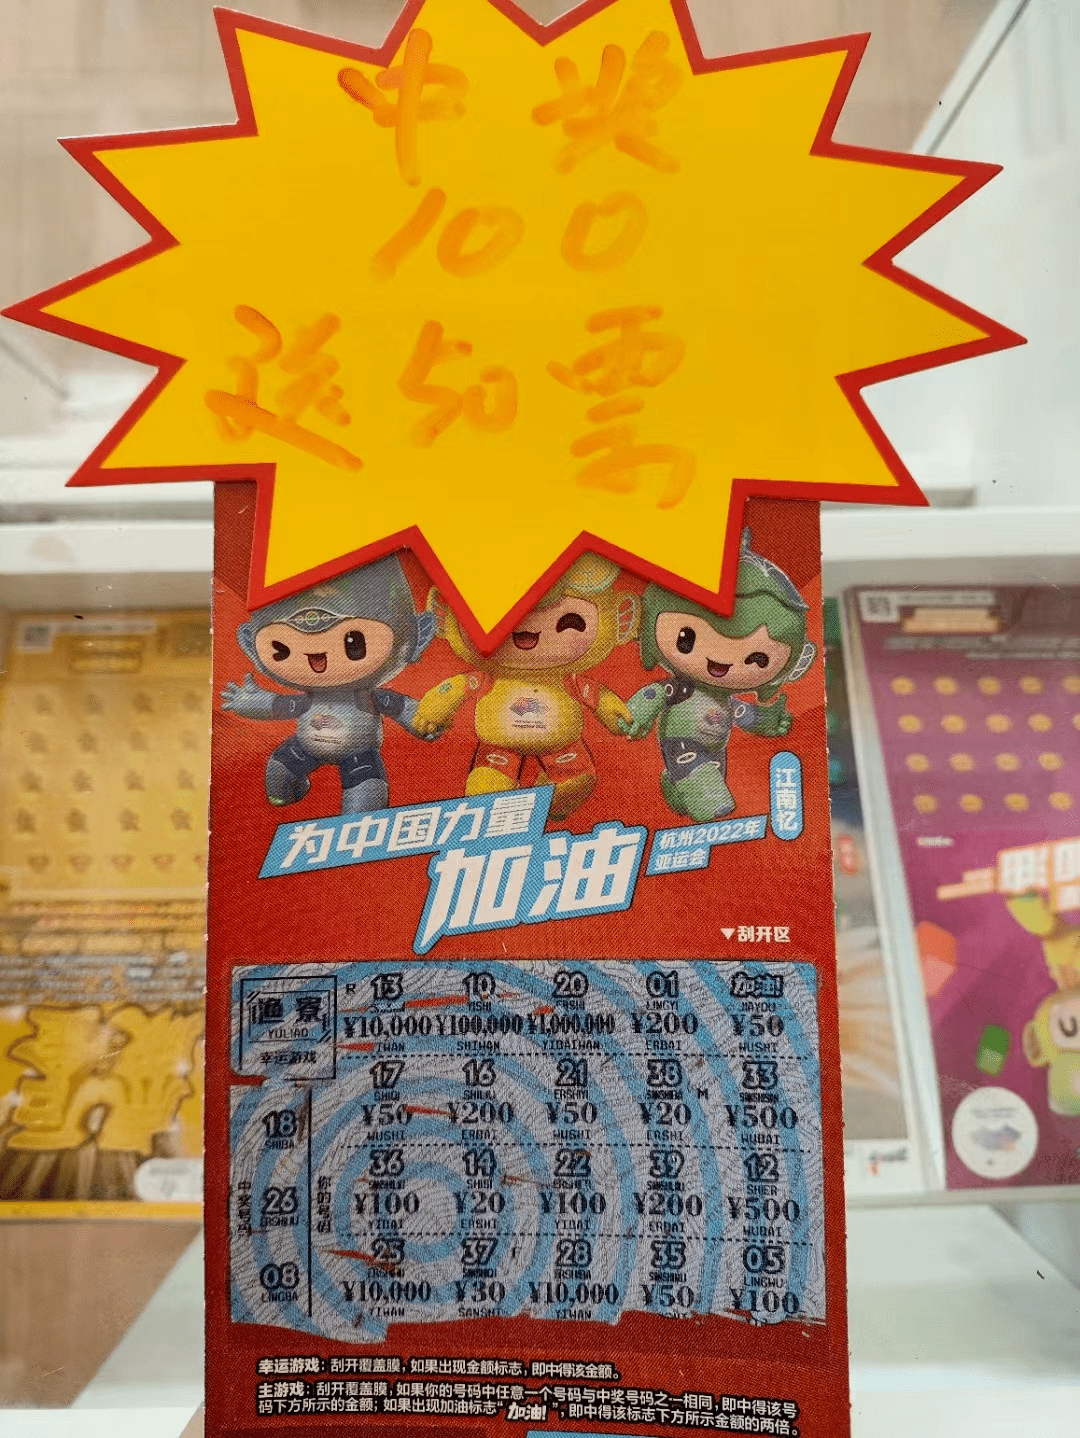 中奖
100
送50票
为中国力量
加油
杭州2022年
亚运会
江南忆
▼刮开区
渔寮
YULIAO
幸运游戏
13 10 20 01 加油!
YISHI ERSHI LINGYI JIAYOU
¥10,000 ¥100,000 ¥1,000,000 ¥200 ¥50
YIWAN SHIWAN YIBAIWAN ERBAI WUSHI
17 16 21 38 33
SHIQI SHILIU ERSHIYI SANSHIBA SANSHISAN
¥50 ¥200 ¥50 ¥20 ¥500
WUSHI ERBAI WUSHI ERSHI WUBAI
中奖号码
18
SHIBA
26
ERSHILIU
08
LINGBA
你的号码
36 14 22 39 12
SANSHILIU SHISI ERSHIER SANSHIJIU SHIER
¥100 ¥20 ¥100 ¥200 ¥500
YIBAI ERSHI YIBAI ERBAI WUBAI
25 37 28 35 05
ERSHIWU SANSHIQI ERSHIBA SANSHIWU LINGWU
¥10,000 ¥30 ¥10,000 ¥50 ¥100
YIWAN SANSHI YIWAN
幸运游戏：刮开覆盖膜，如果出现金额标志，即中得该金额。
主游戏：刮开覆盖膜，如果你的号码中任意一个号码与中奖号码之一相同，即中得该号
码下方所示的金额；如果出现加油标志“加油!”，即中得该标志下方所示金额的两倍。